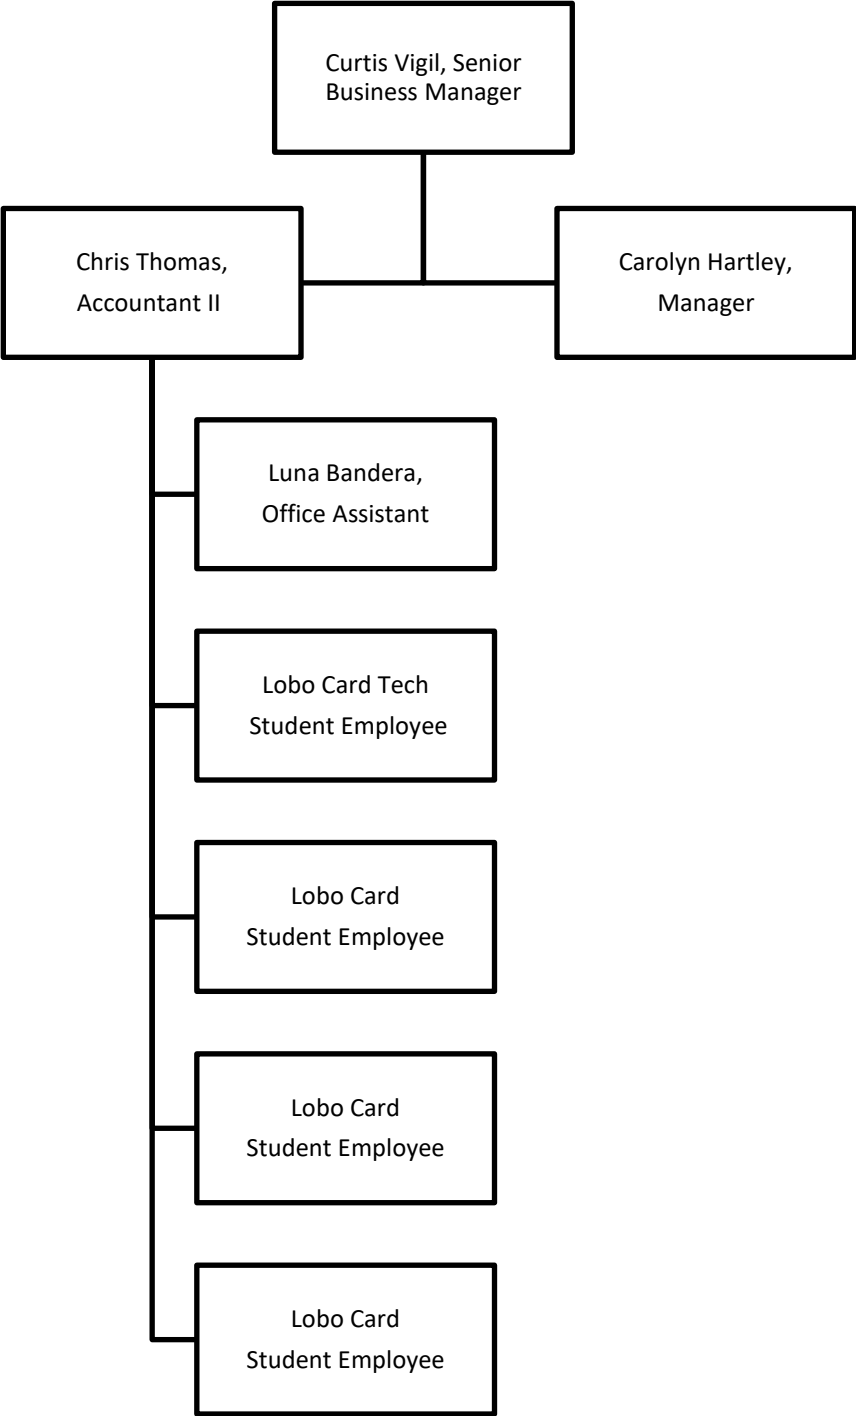 Curtis Vigil, Senior
Business Manager
Chris Thomas,
Accountant II
Carolyn Hartley,
Manager
Luna Bandera,
Office Assistant
Lobo Card Tech
Student Employee
Lobo Card
Student Employee
Lobo Card
Student Employee
Lobo Card
Student Employee